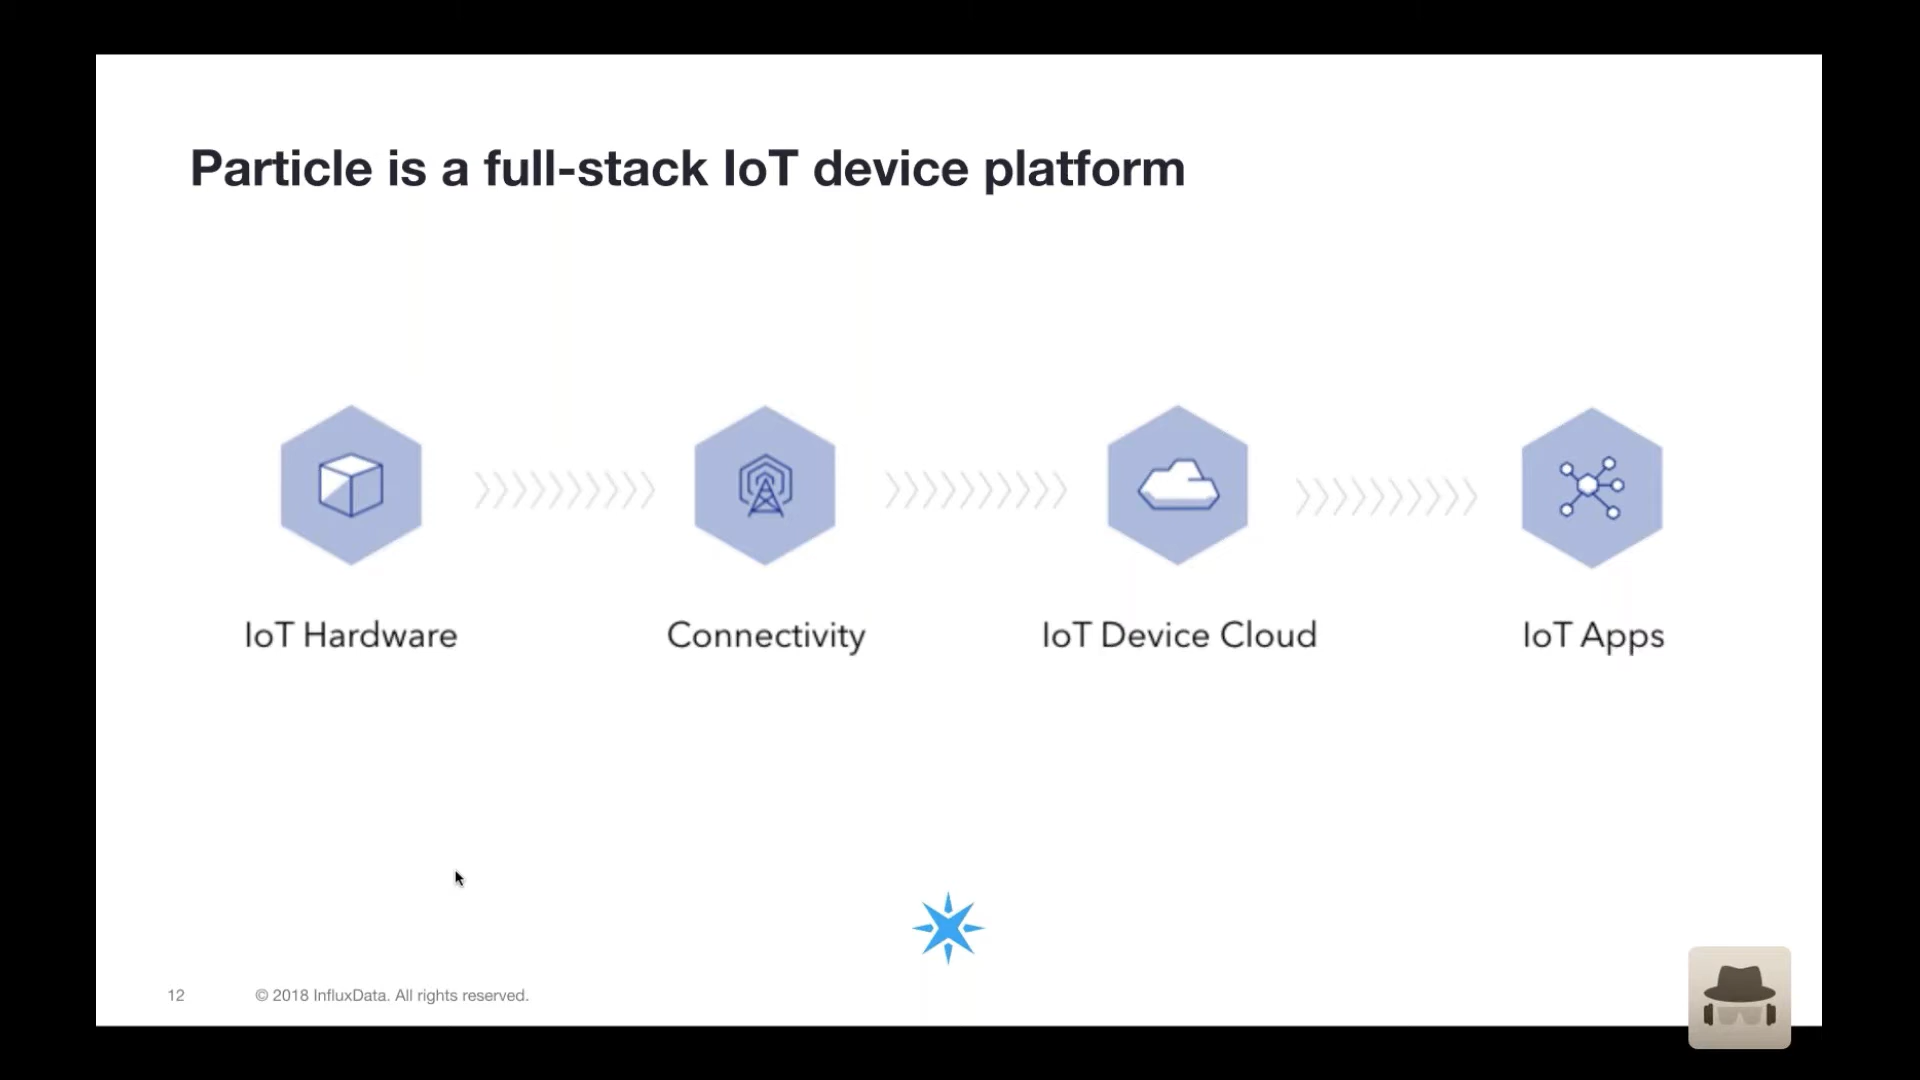 Particle is a full-stack IoT device platform
IoT Hardware
Connectivity
IoT Device Cloud
IoT Apps
12
© 2018 InfluxData. All rights reserved.